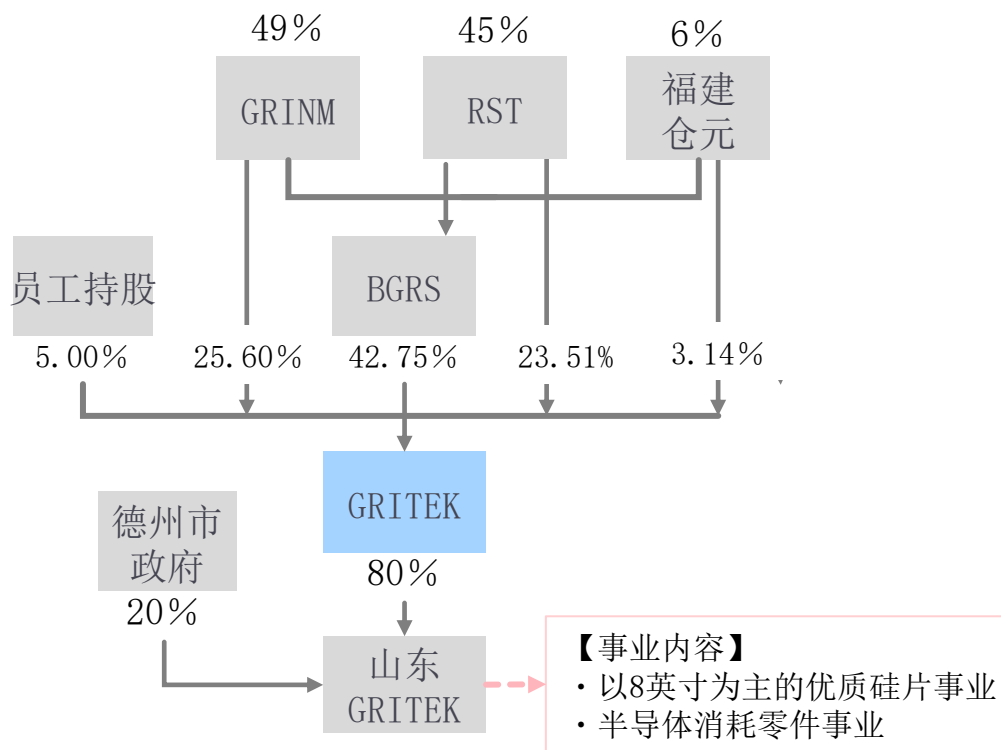 49%
45%
6%
GRINM
RST
福建
仓元
员工持股
BGRS
5.00%
25.60%
42.75%
23.51%
3.14%
GRITEK
德州市
政府
80%
20%
山东
GRITEK
【事业内容】
・以8英寸为主的优质硅片事业
・半导体消耗零件事业